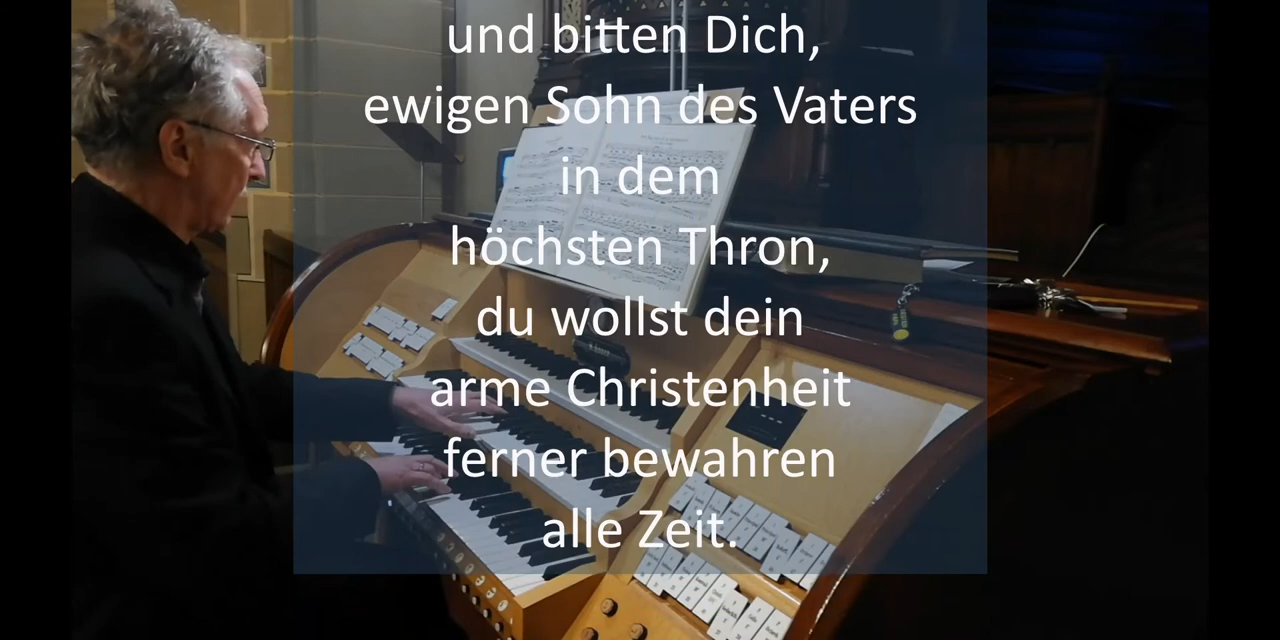 und bitten Dich,
ewigen Sohn des Vaters
in dem
höchsten Thron,
du wollst dein
arme Christenheit
ferner bewahren
alle Zeit.